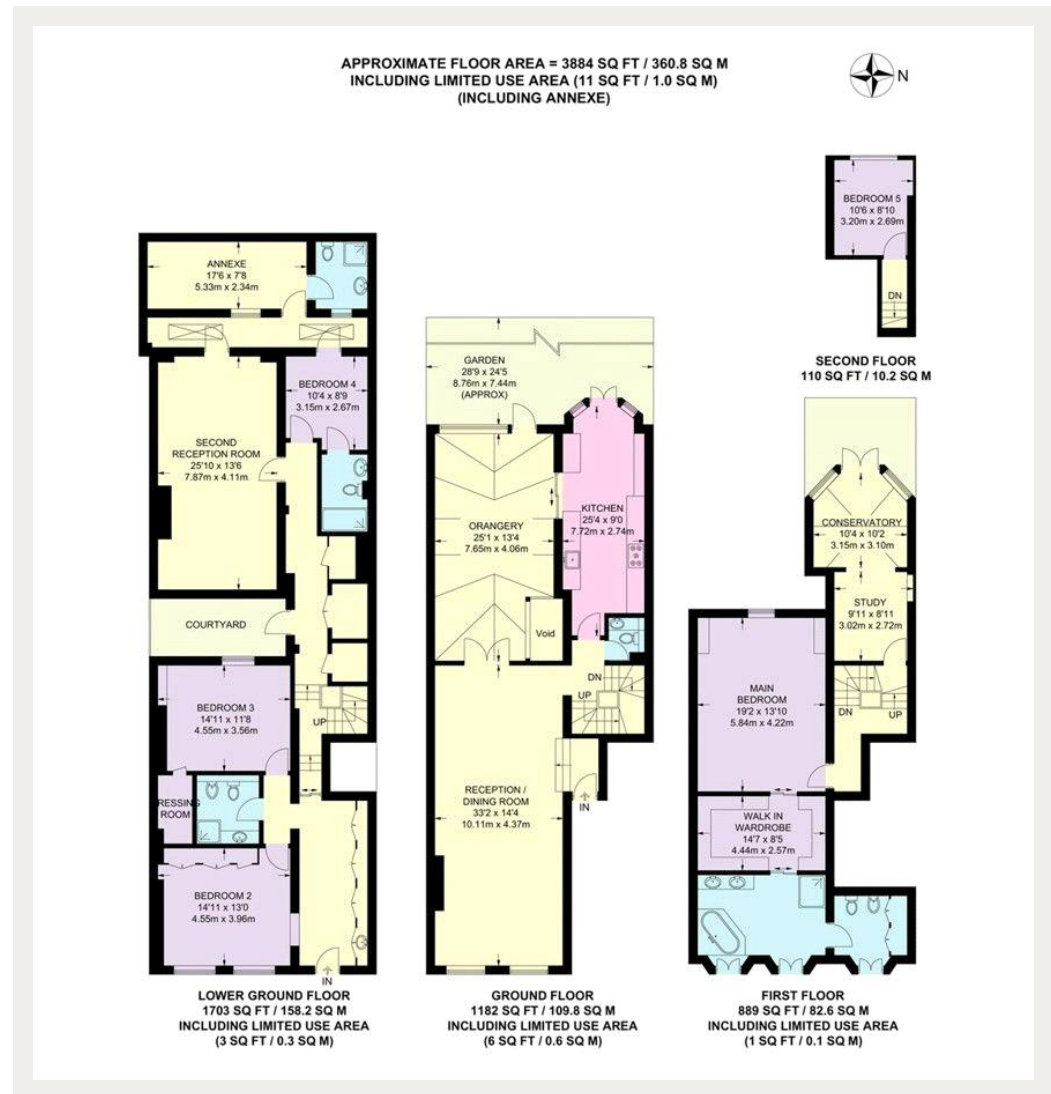 APPROXIMATE FLOOR AREA = 3884 SQ FT / 360.8 SQ M
INCLUDING LIMITED USE AREA (11 SQ FT / 1.0 SQ M)
(INCLUDING ANNEXE)
N
BEDROOM 5
10'6 x 8'10
3.20m x 2.69m
DN
SECOND FLOOR
110 SQ FT / 10.2 SQ M
ANNEXE
17'6 x 7'8
5.33m x 2.34m
BEDROOM 4
10'4 x 8'9
3.15m x 2.67m
SECOND
RECEPTION ROOM
25'10 x 13'6
7.87m x 4.11m
COURTYARD
BEDROOM 3
14'11 x 11'8
4.55m x 3.56m
UP
RESSING
ROOM
BEDROOM 2
14'11 x 13'0
4.55m x 3.96m
IN
LOWER GROUND FLOOR
1703 SQ FT / 158.2 SQ M
INCLUDING LIMITED USE AREA
(3 SQ FT / 0.3 SQ M)
GARDEN
28'9 x 24'5
8.76m x 7.44m
(APPROX)
KITCHEN
25'4 x 9'0
7.72m x 2.74m
ORANGERY
25'1 x 13'4
7.65m x 4.06m
Void
DN
UP
RECEPTION /
DINING ROOM
33'2 x 14'4
10.11m x 4.37m
IN
GROUND FLOOR
1182 SQ FT / 109.8 SQ M
INCLUDING LIMITED USE AREA
(6 SQ FT / 0.6 SQ M)
CONSERVATORY
10'4 x 10'2
3.15m x 3.10m
STUDY
9'11 x 8'11
3.02m x 2.72m
MAIN
BEDROOM
19'2 x 13'10
5.84m x 4.22m
DN
UP
WALK IN
WARDROBE
14'7 x 8'5
4.44m x 2.57m
FIRST FLOOR
889 SQ FT / 82.6 SQ M
INCLUDING LIMITED USE AREA
(1 SQ FT / 0.1 SQ M)